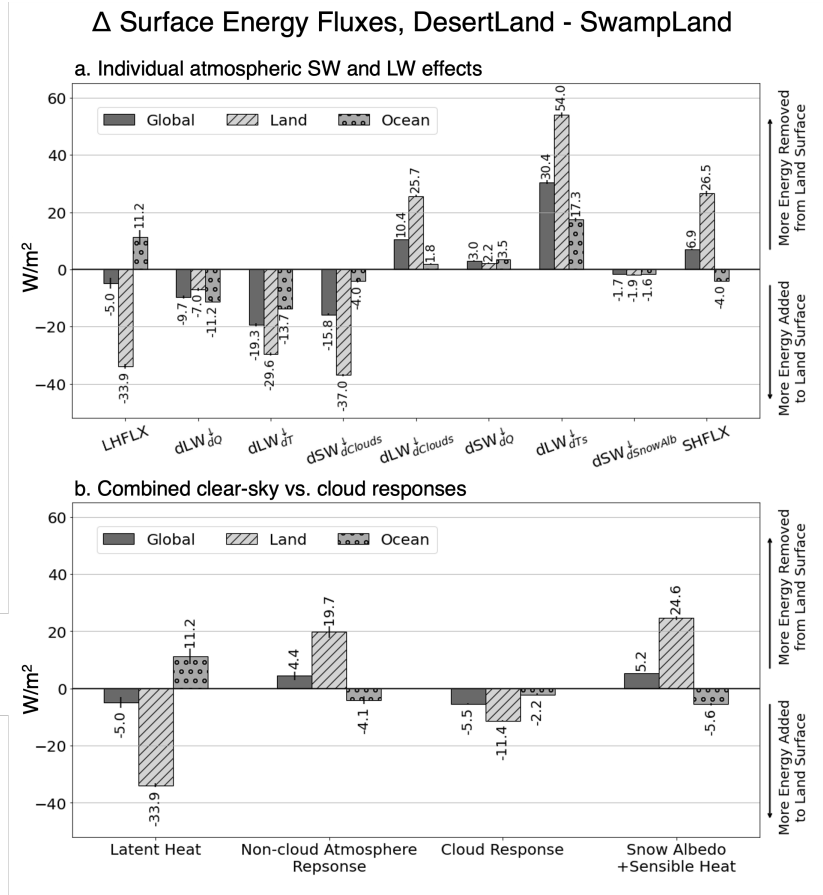 Δ Surface Energy Fluxes, DesertLand - SwampLand
a. Individual atmospheric SW and LW effects
Global Land Ocean
60
40
20
0
−20
−40
W/m²
-5.0 -33.9 11.2
-9.7 -7.0 -11.2
-19.3 -29.6 -13.7
-15.8 -37.0 -4.0
10.4 25.7 1.8
3.0 2.2 3.5
30.4 54.0 17.3
-1.7 -1.9 -1.6
6.9 26.5 -4.0
More Energy Removed
from Land Surface
More Energy Added
to Land Surface
LHFLX dLW↓dQ dLW↓dT dSW↓dClouds dLW↓dClouds dSW↓dQ dLW↓dTs dSW↓dSnowAlb SHFLX
b. Combined clear-sky vs. cloud responses
Global Land Ocean
60
40
20
0
−20
−40
W/m²
-5.0 -33.9 11.2
4.4 19.7 -4.1
-5.5 -11.4 -2.2
5.2 24.6 -5.6
More Energy Removed
from Land Surface
More Energy Added
to Land Surface
Latent Heat
Non-cloud Atmosphere
Repsonse
Cloud Response
Snow Albedo
+Sensible Heat